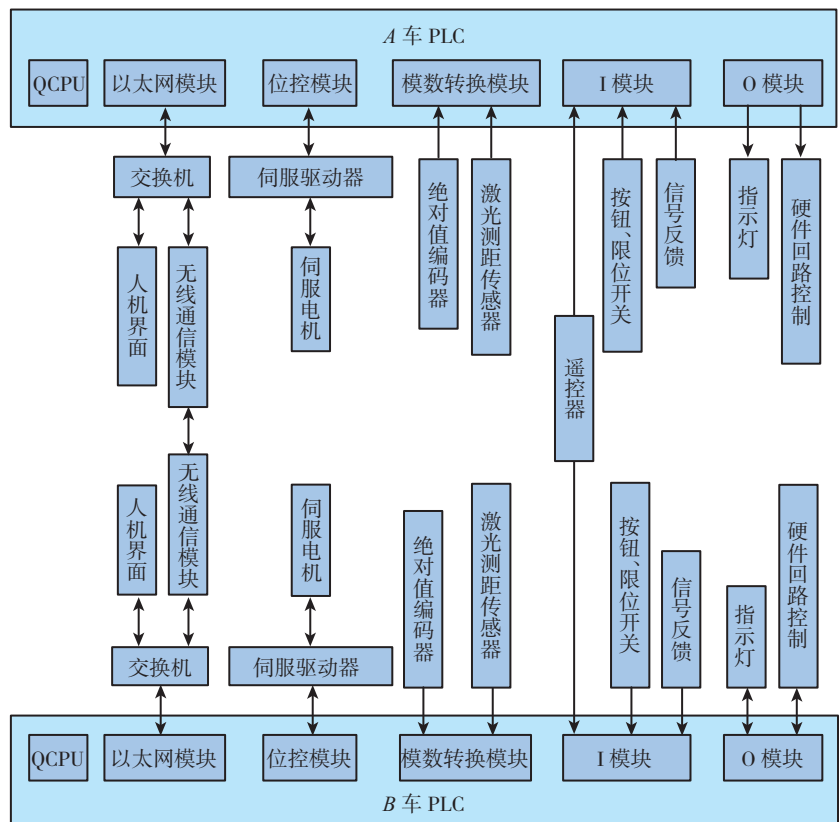 A 车 PLC
QCPU
以太网模块
位控模块
模数转换模块
I 模块
O 模块
交换机
伺服驱动器
绝对值编码器
激光测距传感器
按钮、限位开关
信号反馈
指示灯
硬件回路控制
人机界面
无线通信模块
伺服电机
遥控器
人机界面
无线通信模块
伺服电机
绝对值编码器
激光测距传感器
按钮、限位开关
信号反馈
指示灯
硬件回路控制
交换机
伺服驱动器
QCPU
以太网模块
位控模块
模数转换模块
I 模块
O 模块
B 车 PLC